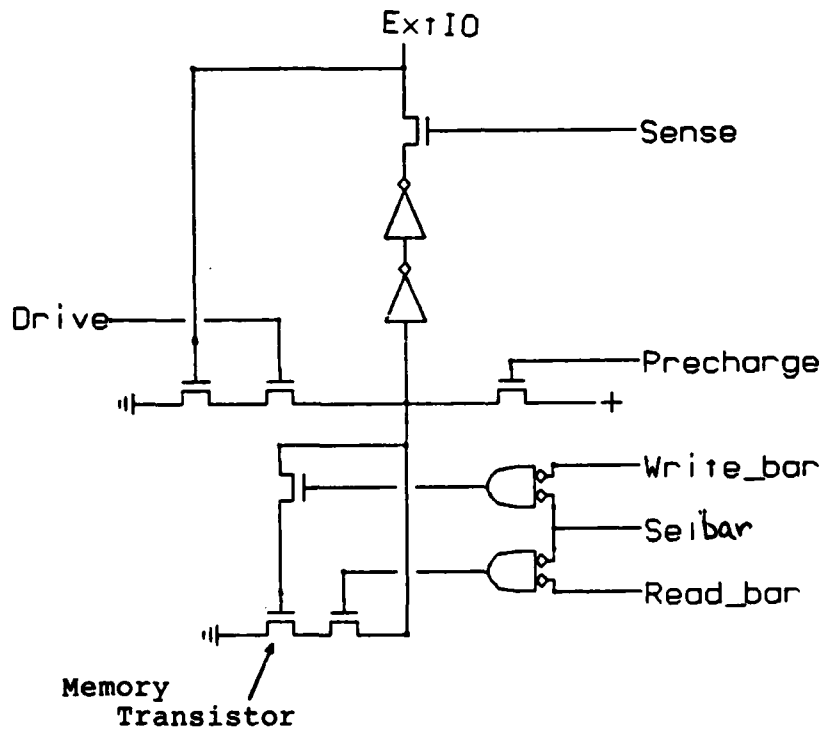 ExtIO
Sense
Drive
Precharge
+
Write_bar
Selbar
Read_bar
Memory
Transistor